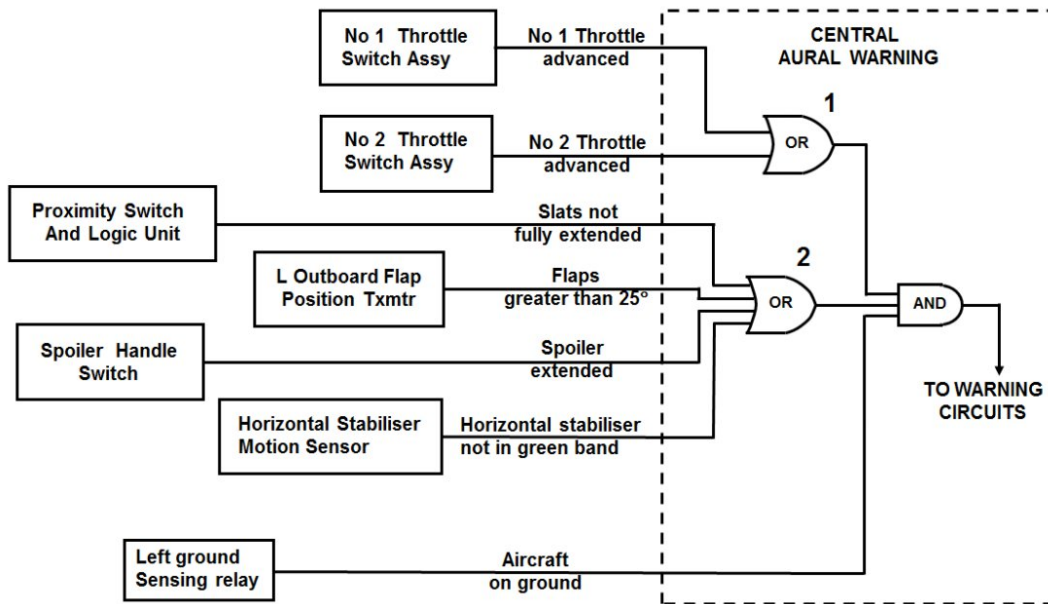 No 1 Throttle
Switch Assy
No 1 Throttle
advanced
CENTRAL
AURAL WARNING
1
OR
No 2 Throttle
Switch Assy
No 2 Throttle
advanced
Proximity Switch
And Logic Unit
Slats not
fully extended
2
L Outboard Flap
Position Txmtr
Flaps
greater than 25°
OR
AND
Spoiler Handle
Switch
Spoiler
extended
TO WARNING
CIRCUITS
Horizontal Stabiliser
Motion Sensor
Horizontal stabiliser
not in green band
Left ground
Sensing relay
Aircraft
on ground